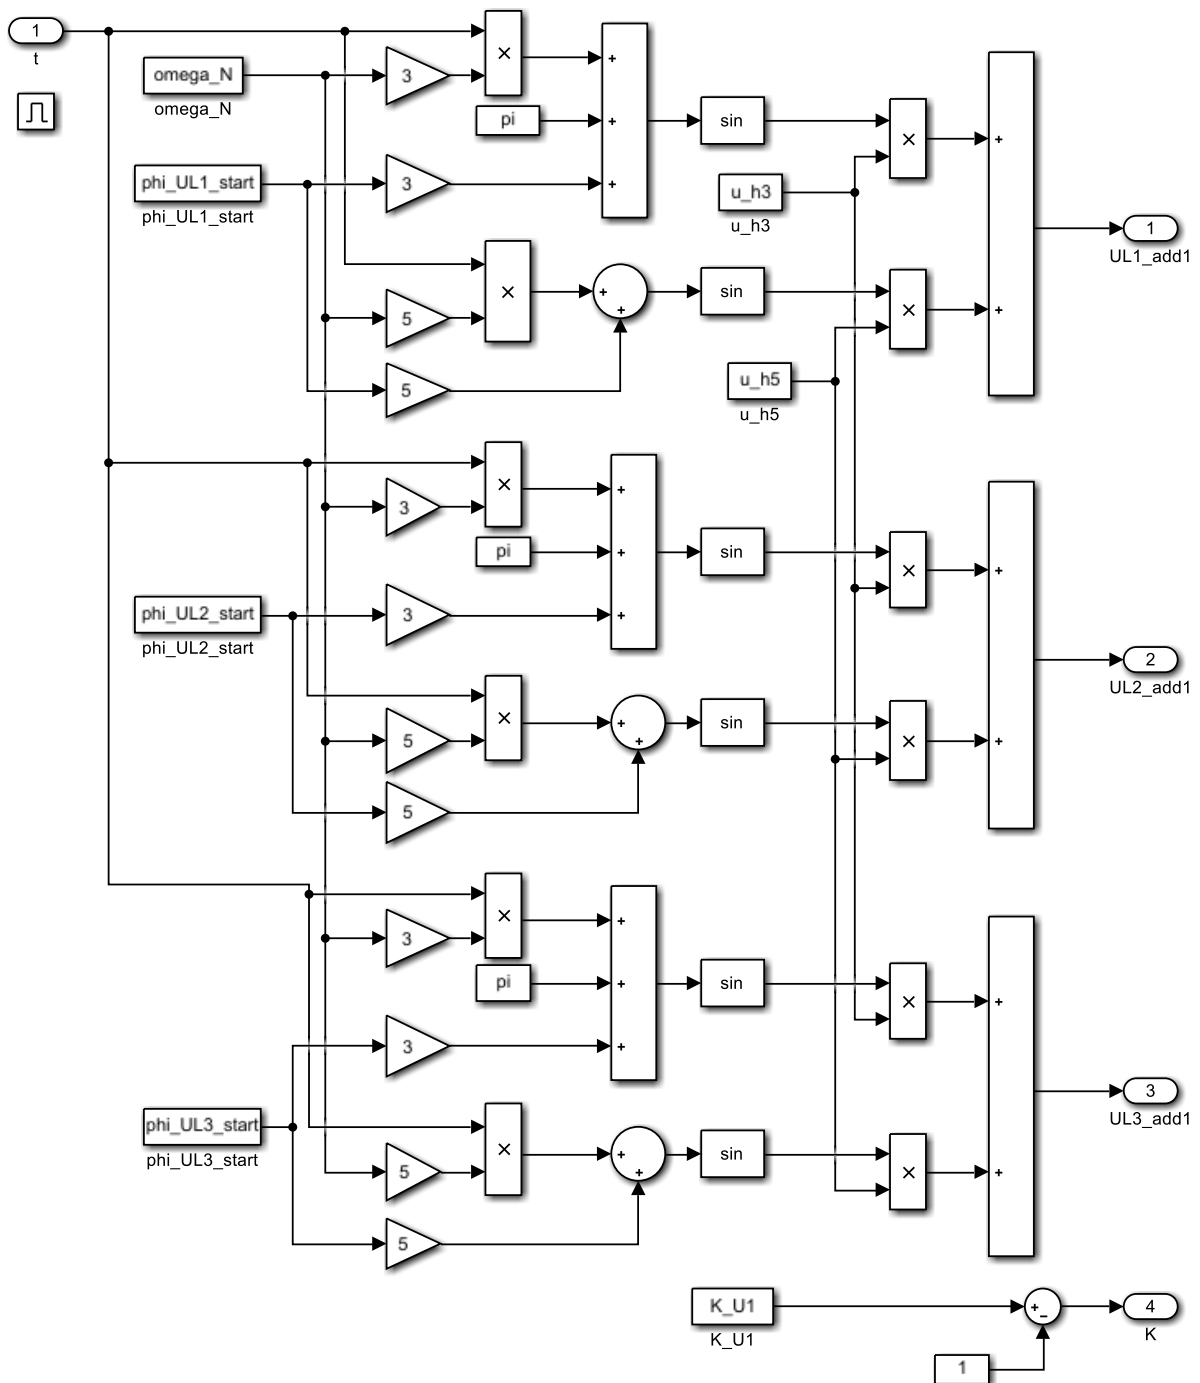 1
t
omega_N
omega_N
3
×
pi
+
+
+
sin
×
phi_UL1_start
phi_UL1_start
3
u_h3
u_h3
+
+
1
UL1_add1
5
×
+
+
sin
×
5
u_h5
u_h5
3
×
pi
+
+
+
sin
×
phi_UL2_start
phi_UL2_start
3
+
+
2
UL2_add1
5
×
+
+
sin
×
5
3
×
pi
+
+
+
sin
×
3
phi_UL3_start
phi_UL3_start
+
+
3
UL3_add1
5
×
+
+
sin
×
5
K_U1
K_U1
+
−
4
K
1